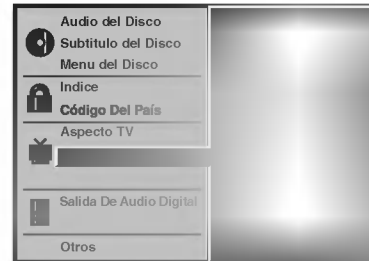 Audio del Disco
Subtitulo del Disco
Menu del Disco
Indice
Código Del País
Aspecto TV
Salida De Audio Digital
Otros